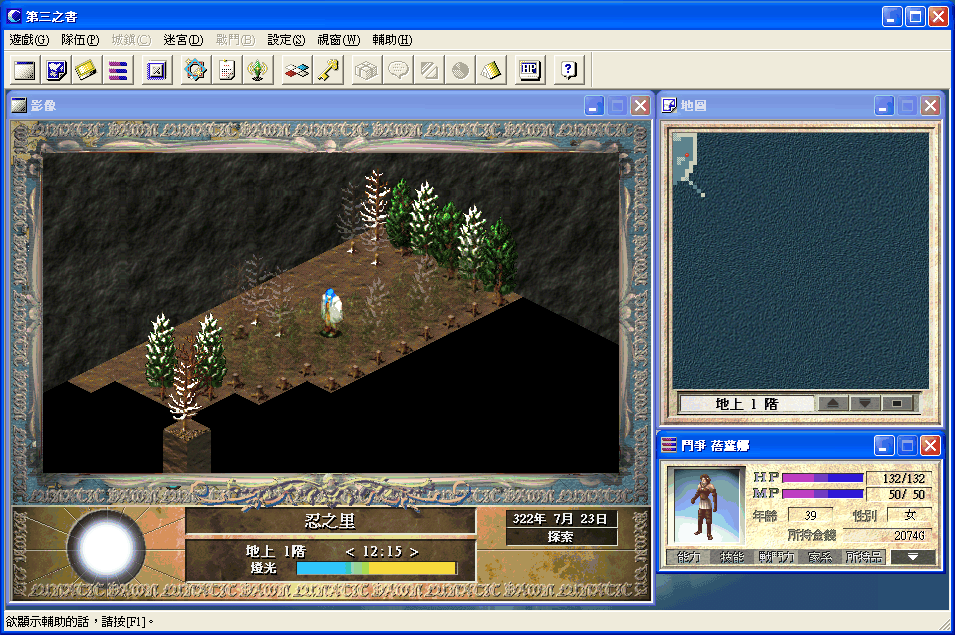 第三之書
遊戲(G) 隊伍(P) 城鎮(C) 迷宮(D) 戰鬥(B) 設定(S) 視窗(W) 輔助(H)
影像
地圖
地上 1 階
鬥爭 蓓蕾娜
HP 132/132
MP 50/ 50
年齡 39 性別 女
所持金錢 2074G
能力 技能 戰鬥力 家系 所持品
忍之里
地上 1階 < 12:15 >
燈光
322年 7月 23日
探索
欲顯示輔助的話，請按[F1]。